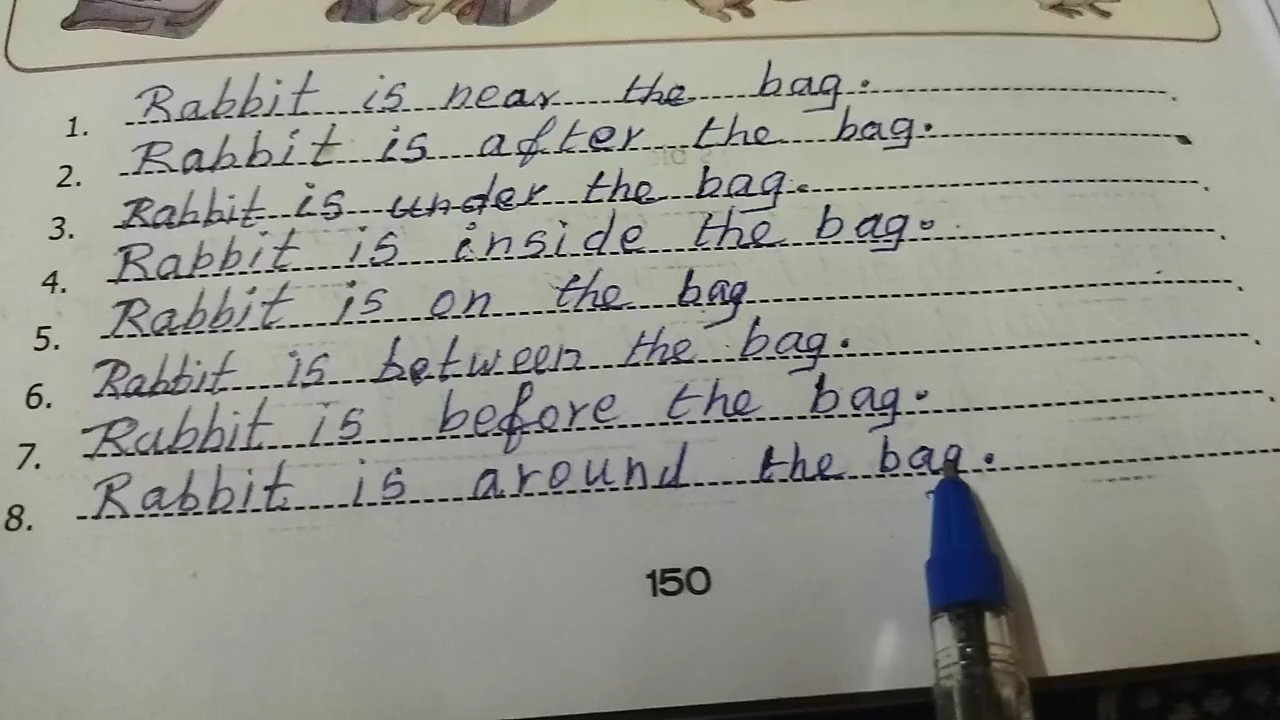 1. Rabbit is near the bag.
2. Rabbit is after the bag.
3. Rabbit is under the bag.
4. Rabbit is inside the bag.
5. Rabbit is on the bag
6. Rabbit is between the bag.
7. Rabbit is before the bag.
8. Rabbit is around the bag.
150